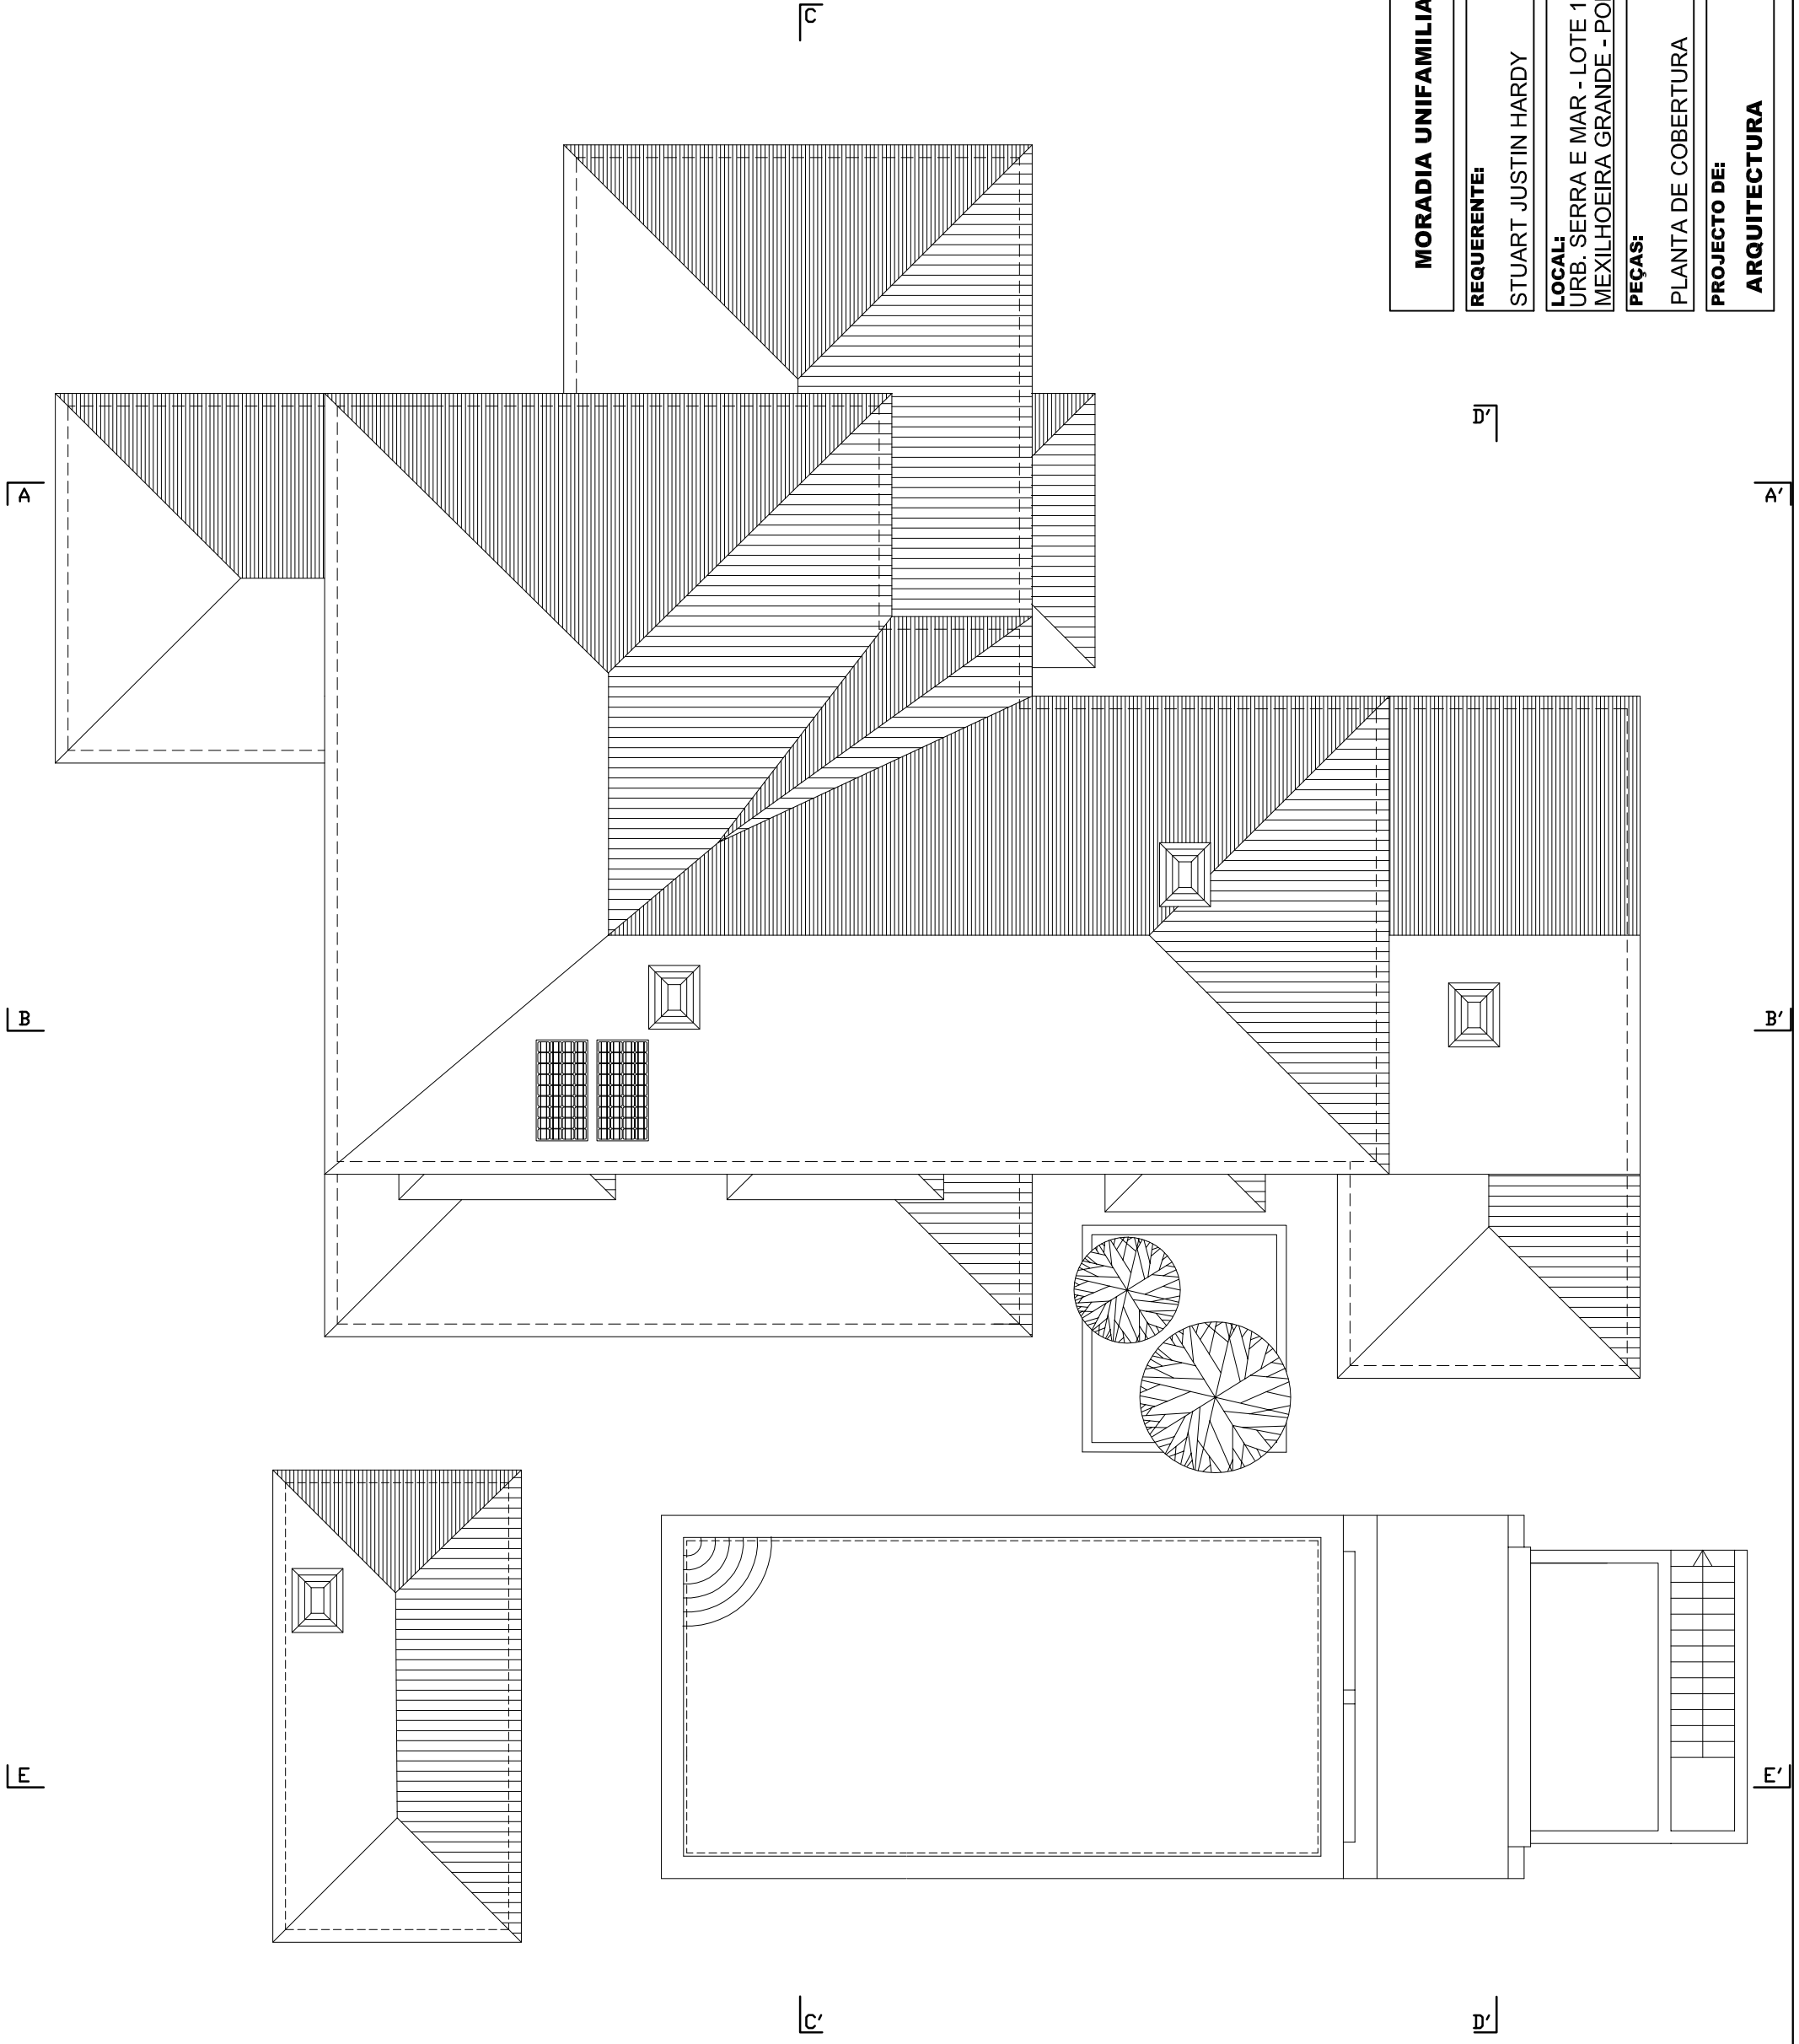 C
MORADIA UNIFAMILIA
REQUERENTE:
STUART JUSTIN HARDY
LOCAL:
URB. SERRA E MAR - LOTE 1
MEXILHOEIRA GRANDE - PO
PEÇAS:
PLANTA DE COBERTURA
PROJECTO DE:
ARQUITECTURA
D'
A
A'
B
B'
E
E'
C'
D'